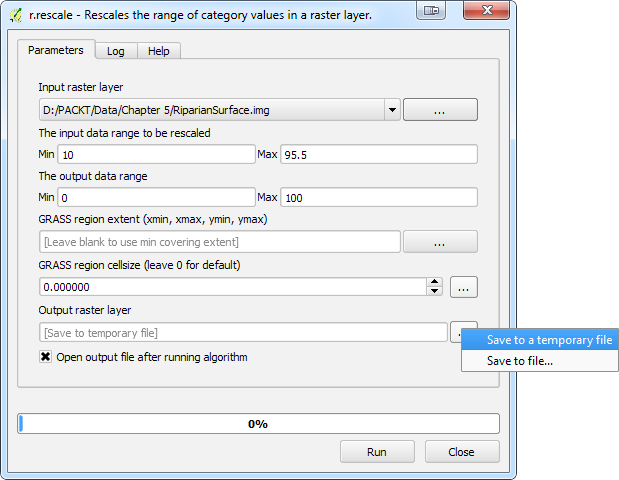 r.rescale - Rescales the range of category values in a raster layer.
Parameters Log Help
Input raster layer
D:/PACKT/Data/Chapter 5/RiparianSurface.img ...
The input data range to be rescaled
Min 10 Max 95.5
The output data range
Min 0 Max 100
GRASS region extent (xmin, xmax, ymin, ymax)
[Leave blank to use min covering extent] ...
GRASS region cellsize (leave 0 for default)
0.000000 ...
Output raster layer
[Save to temporary file] ...
Save to a temporary file
Save to file...
Open output file after running algorithm
0%
Run Close